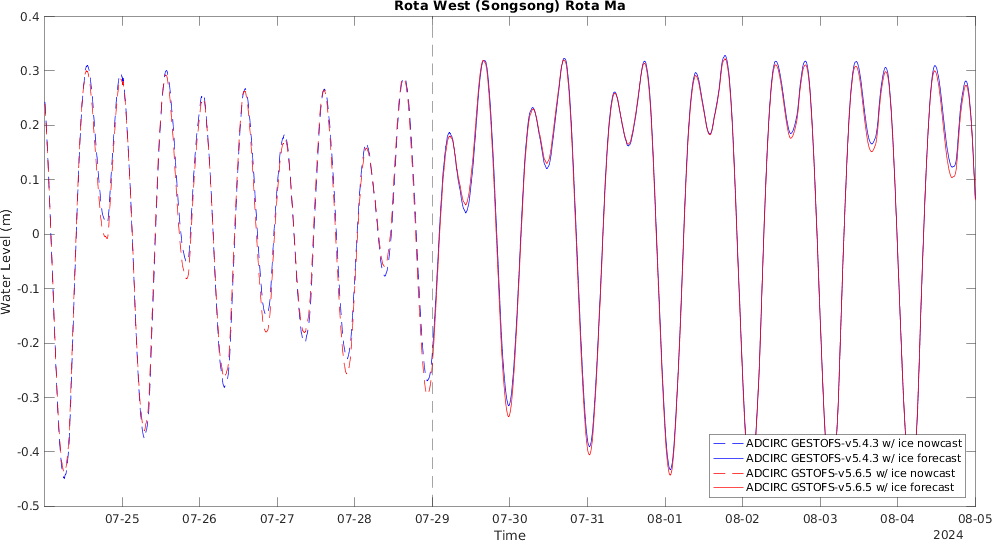 Rota West (Songsong) Rota Ma
0.4
0.3
0.2
0.1
0
-0.1
-0.2
-0.3
-0.4
-0.5
Water Level (m)
ADCIRC GESTOFS-v5.4.3 w/ ice nowcast
ADCIRC GESTOFS-v5.4.3 w/ ice forecast
ADCIRC GSTOFS-v5.6.5 w/ ice nowcast
ADCIRC GSTOFS-v5.6.5 w/ ice forecast
07-25 07-26 07-27 07-28 07-29 07-30 07-31 08-01 08-02 08-03 08-04 08-05
Time
2024